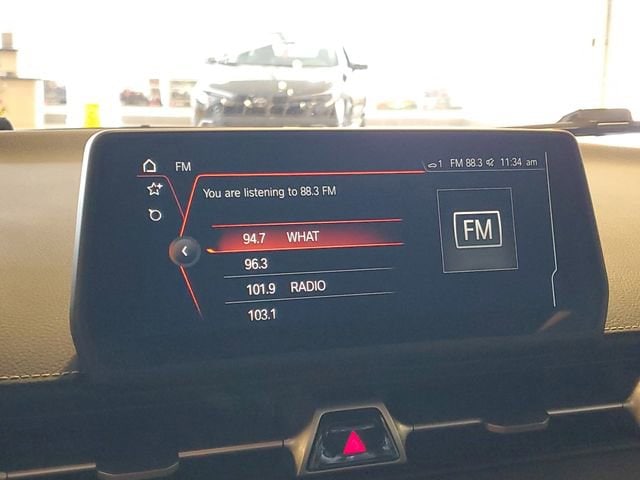 FM
1 FM 88.3 11:34 am
You are listening to 88.3 FM
94.7 WHAT
FM
96.3
101.9 RADIO
103.1